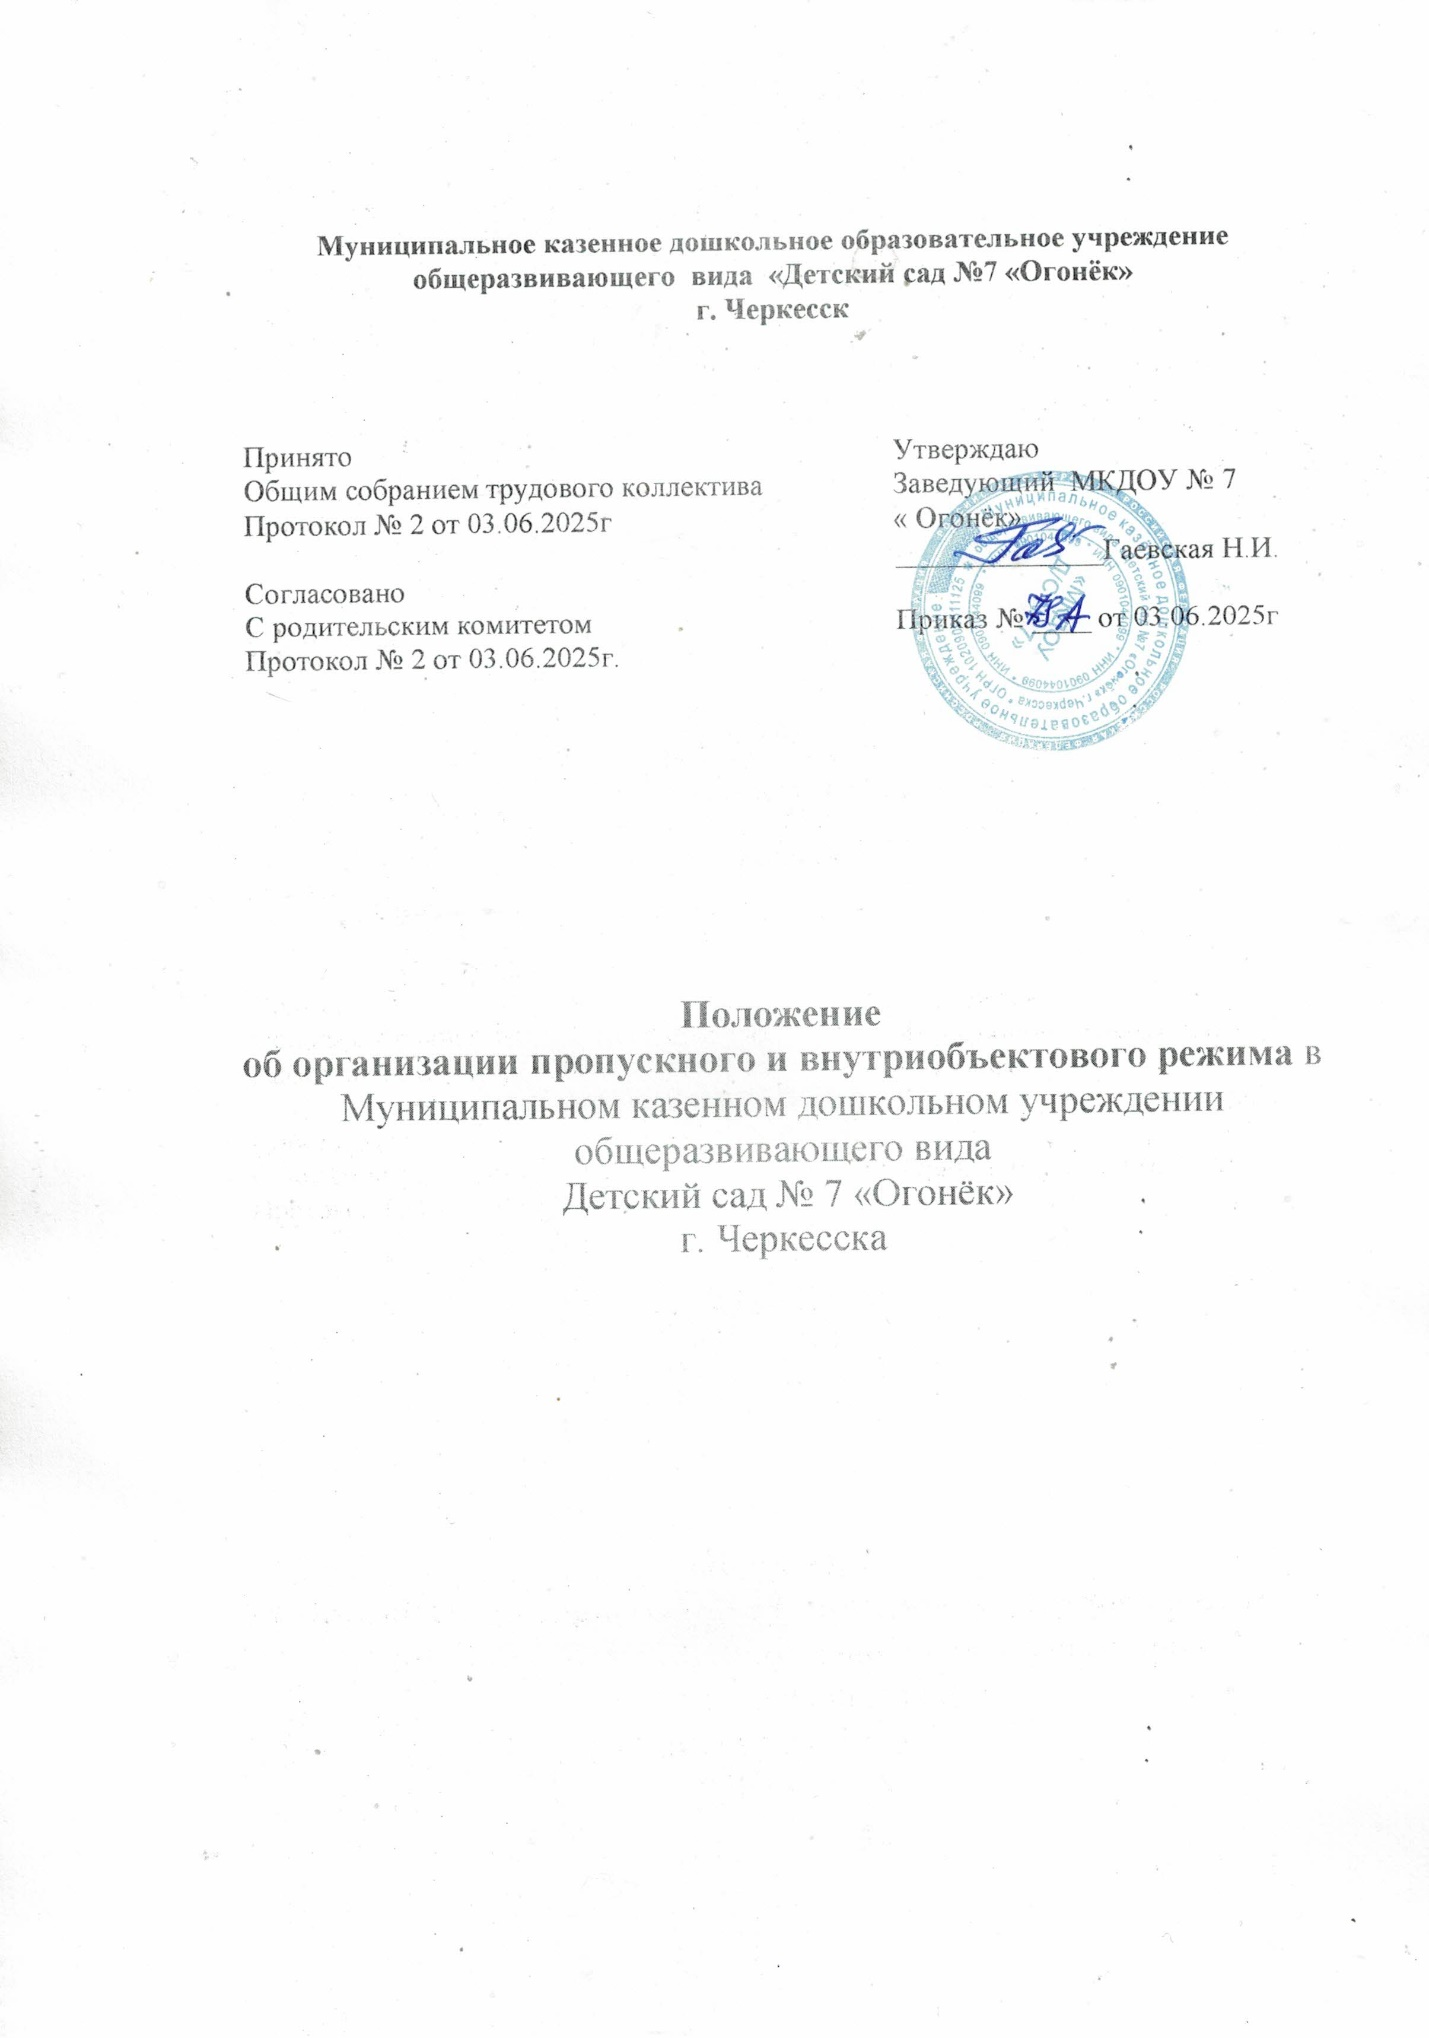 Муниципальное казенное дошкольное образовательное учреждение
общеразвивающего вида «Детский сад №7 «Огонёк»
г. Черкесск
Принято
Общим собранием трудового коллектива
Протокол № 2 от 03.06.2025г
Согласовано
С родительским комитетом
Протокол № 2 от 03.06.2025г.
Утверждаю
Заведующий МКДОУ № 7
« Огонёк»
Гаевская Н.И.
Приказ № от 03.06.2025г
Положение
об организации пропускного и внутриобъектового режима в
Муниципальном казенном дошкольном учреждении
общеразвивающего вида
Детский сад № 7 «Огонёк»
г. Черкесска